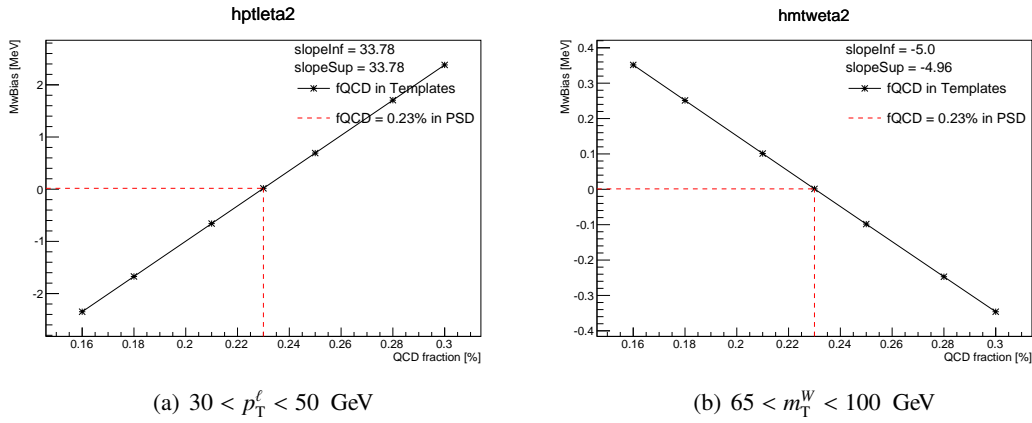 hptleta2
MwBias [MeV]
slopeInf = 33.78
slopeSup = 33.78
fQCD in Templates
fQCD = 0.23% in PSD
2
1
0
-1
-2
0.16 0.18 0.2 0.22 0.24 0.26 0.28 0.3
QCD fraction [%]
(a) 30 < p_T^ℓ < 50 GeV
hmtweta2
MwBias [MeV]
slopeInf = -5.0
slopeSup = -4.96
fQCD in Templates
fQCD = 0.23% in PSD
0.4
0.3
0.2
0.1
0
-0.1
-0.2
-0.3
-0.4
0.16 0.18 0.2 0.22 0.24 0.26 0.28 0.3
QCD fraction [%]
(b) 65 < m_T^W < 100 GeV